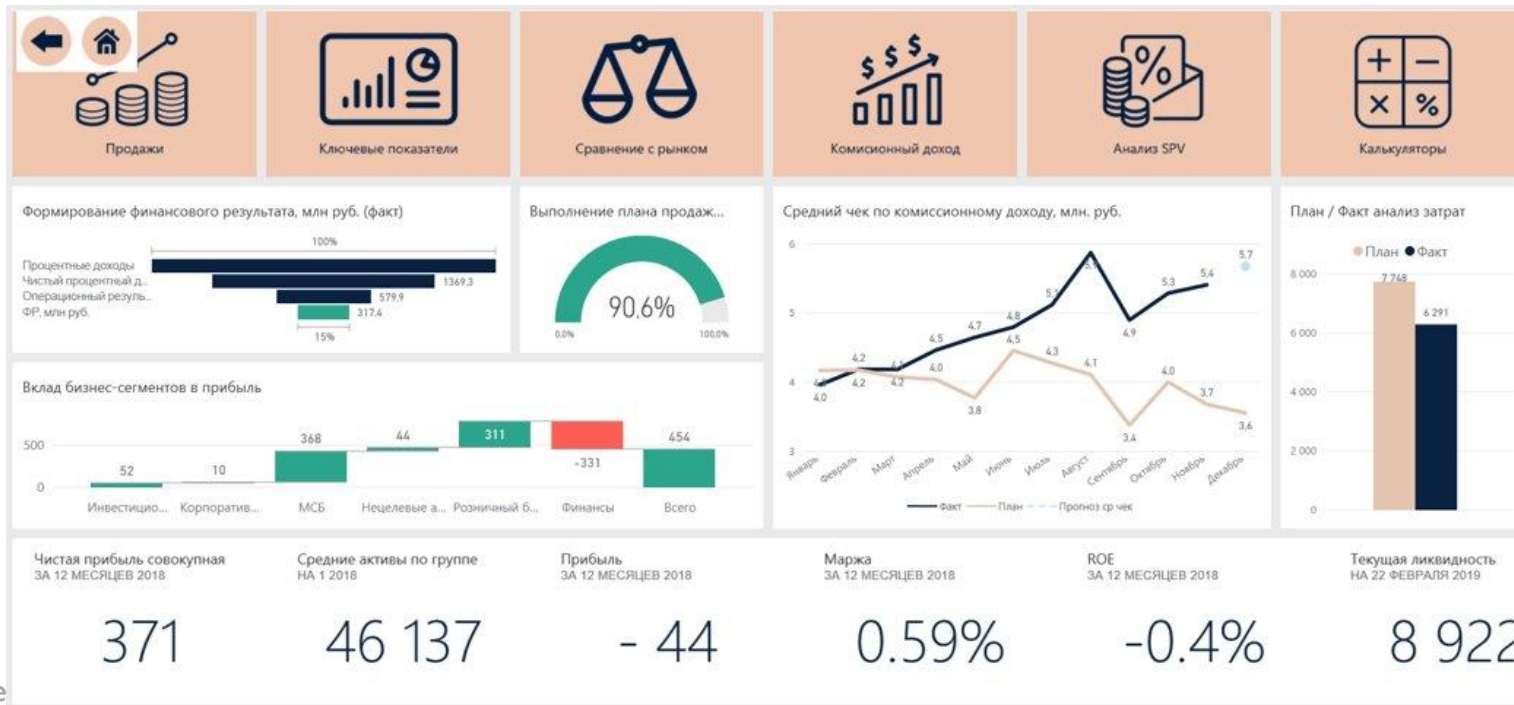 Продажи
Ключевые показатели
Сравнение с рынком
Комисионный доход
Анализ SPV
Калькуляторы
Формирование финансового результата, млн руб. (факт)
100%
Процентные доходы
Чистый процентный д...
1369.3
Операционный резуль...
579.9
ФР, млн руб.
317.4
15%
Выполнение плана продаж...
90,6%
0,0%
100,0%
Вклад бизнес-сегментов в прибыль
500
0
52
10
368
44
311
-331
454
Инвестицио...
Корпоратив...
МСБ
Нецелевые а...
Розничный б...
Финансы
Всего
Средний чек по комиссионному доходу, млн. руб.
6
5
4
3
4,0
4,2
4,2
4,2
4,5
4,0
4,7
3,8
4,8
4,5
4,3
4,1
4,9
3,4
5,3
4,0
5,4
3,7
5.7
3,6
Январь
Февраль
Март
Апрель
Май
Июнь
Июль
Август
Сентябрь
Октябрь
Ноябрь
Декабрь
Факт
План
Прогноз ср чек
План / Факт анализ затрат
План
Факт
8 000
6 000
4 000
2 000
0
7 748
6 291
Чистая прибыль совокупная
ЗА 12 МЕСЯЦЕВ 2018
371
Средние активы по группе
НА 1 2018
46 137
Прибыль
ЗА 12 МЕСЯЦЕВ 2018
- 44
Маржа
ЗА 12 МЕСЯЦЕВ 2018
0.59%
ROE
ЗА 12 МЕСЯЦЕВ 2018
-0.4%
Текущая ликвидность
НА 22 ФЕВРАЛЯ 2019
8 922